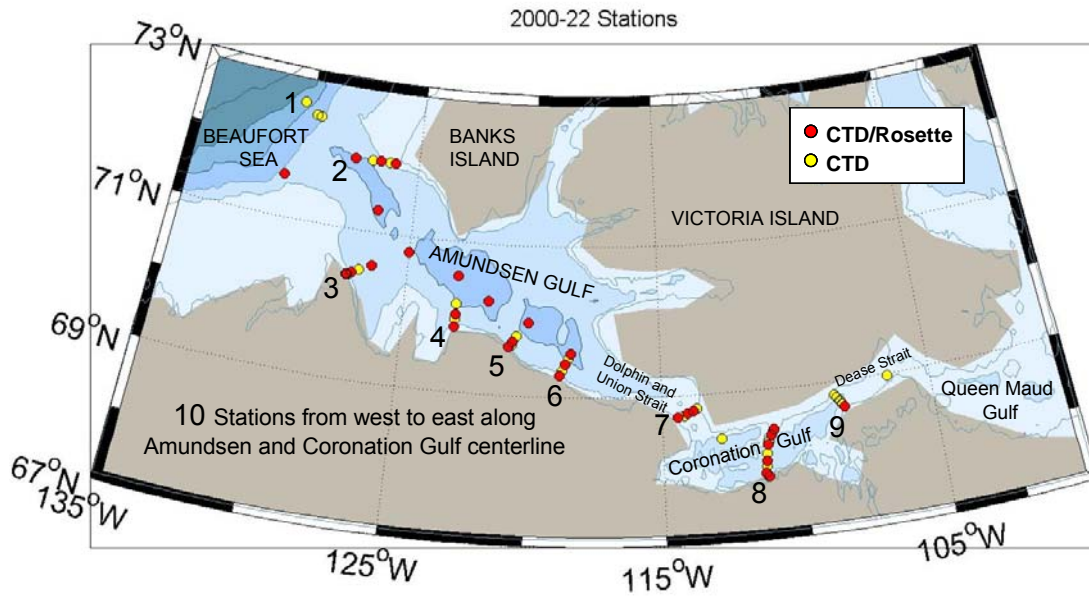 2000-22 Stations
73°N
71°N
69°N
67°N
135°W
125°W
115°W
105°W
CTD/Rosette
CTD
1
BEAUFORT
SEA
2
BANKS
ISLAND
VICTORIA ISLAND
AMUNDSEN GULF
3
4
5
6
Dolphin and
Union Strait
7
Coronation Gulf
8
Dease Strait
9
Queen Maud
Gulf
10 Stations from west to east along
Amundsen and Coronation Gulf centerline